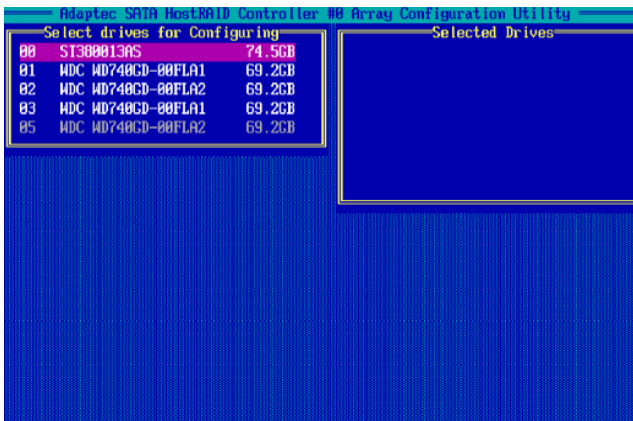 Adaptec SATA HostRAID Controller #0 Array Configuration Utility
Select drives for Configuring
00 ST380013AS 74.5GB
01 WDC WD740GD-00FLA1 69.2GB
02 WDC WD740GD-00FLA2 69.2GB
03 WDC WD740GD-00FLA1 69.2GB
05 WDC WD740GD-00FLA2 69.2GB
Selected Drives